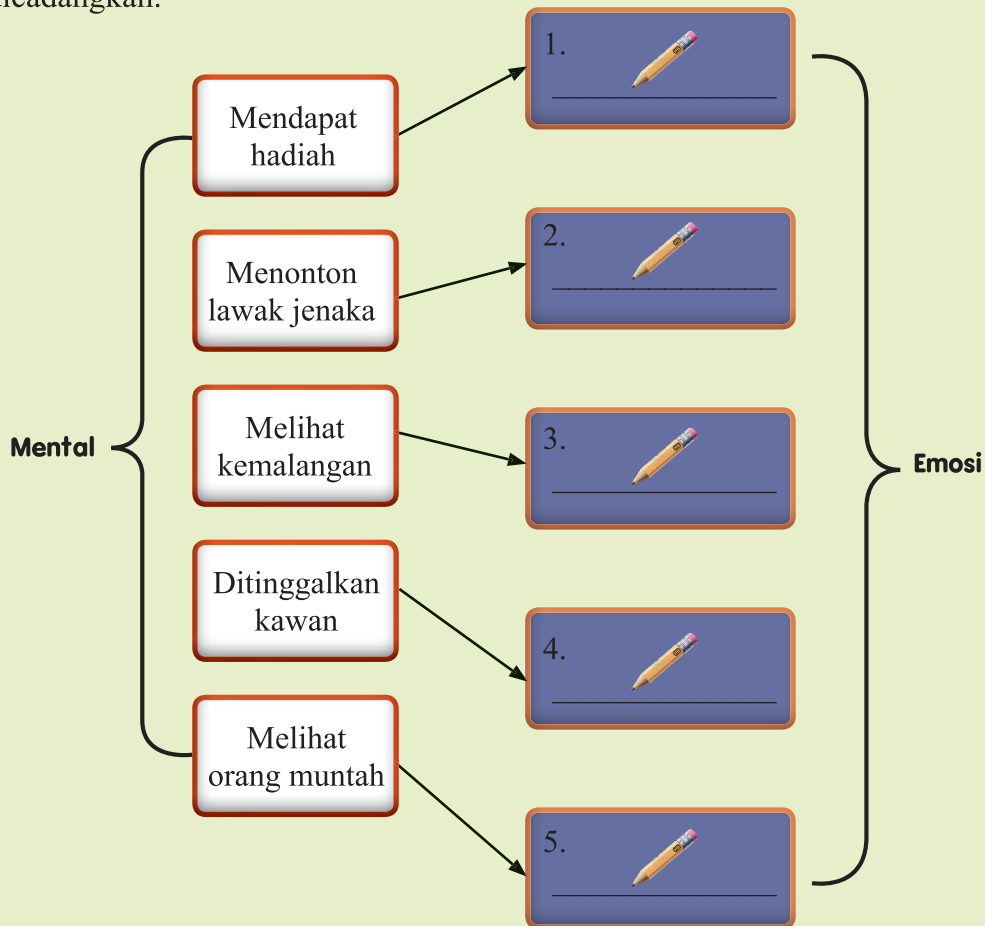 dicadangkan.
1.
Mendapat
hadiah
2.
Menonton
lawak jenaka
3.
Melihat
kemalangan
Mental
Emosi
Ditinggalkan
kawan
4.
Melihat
orang muntah
5.